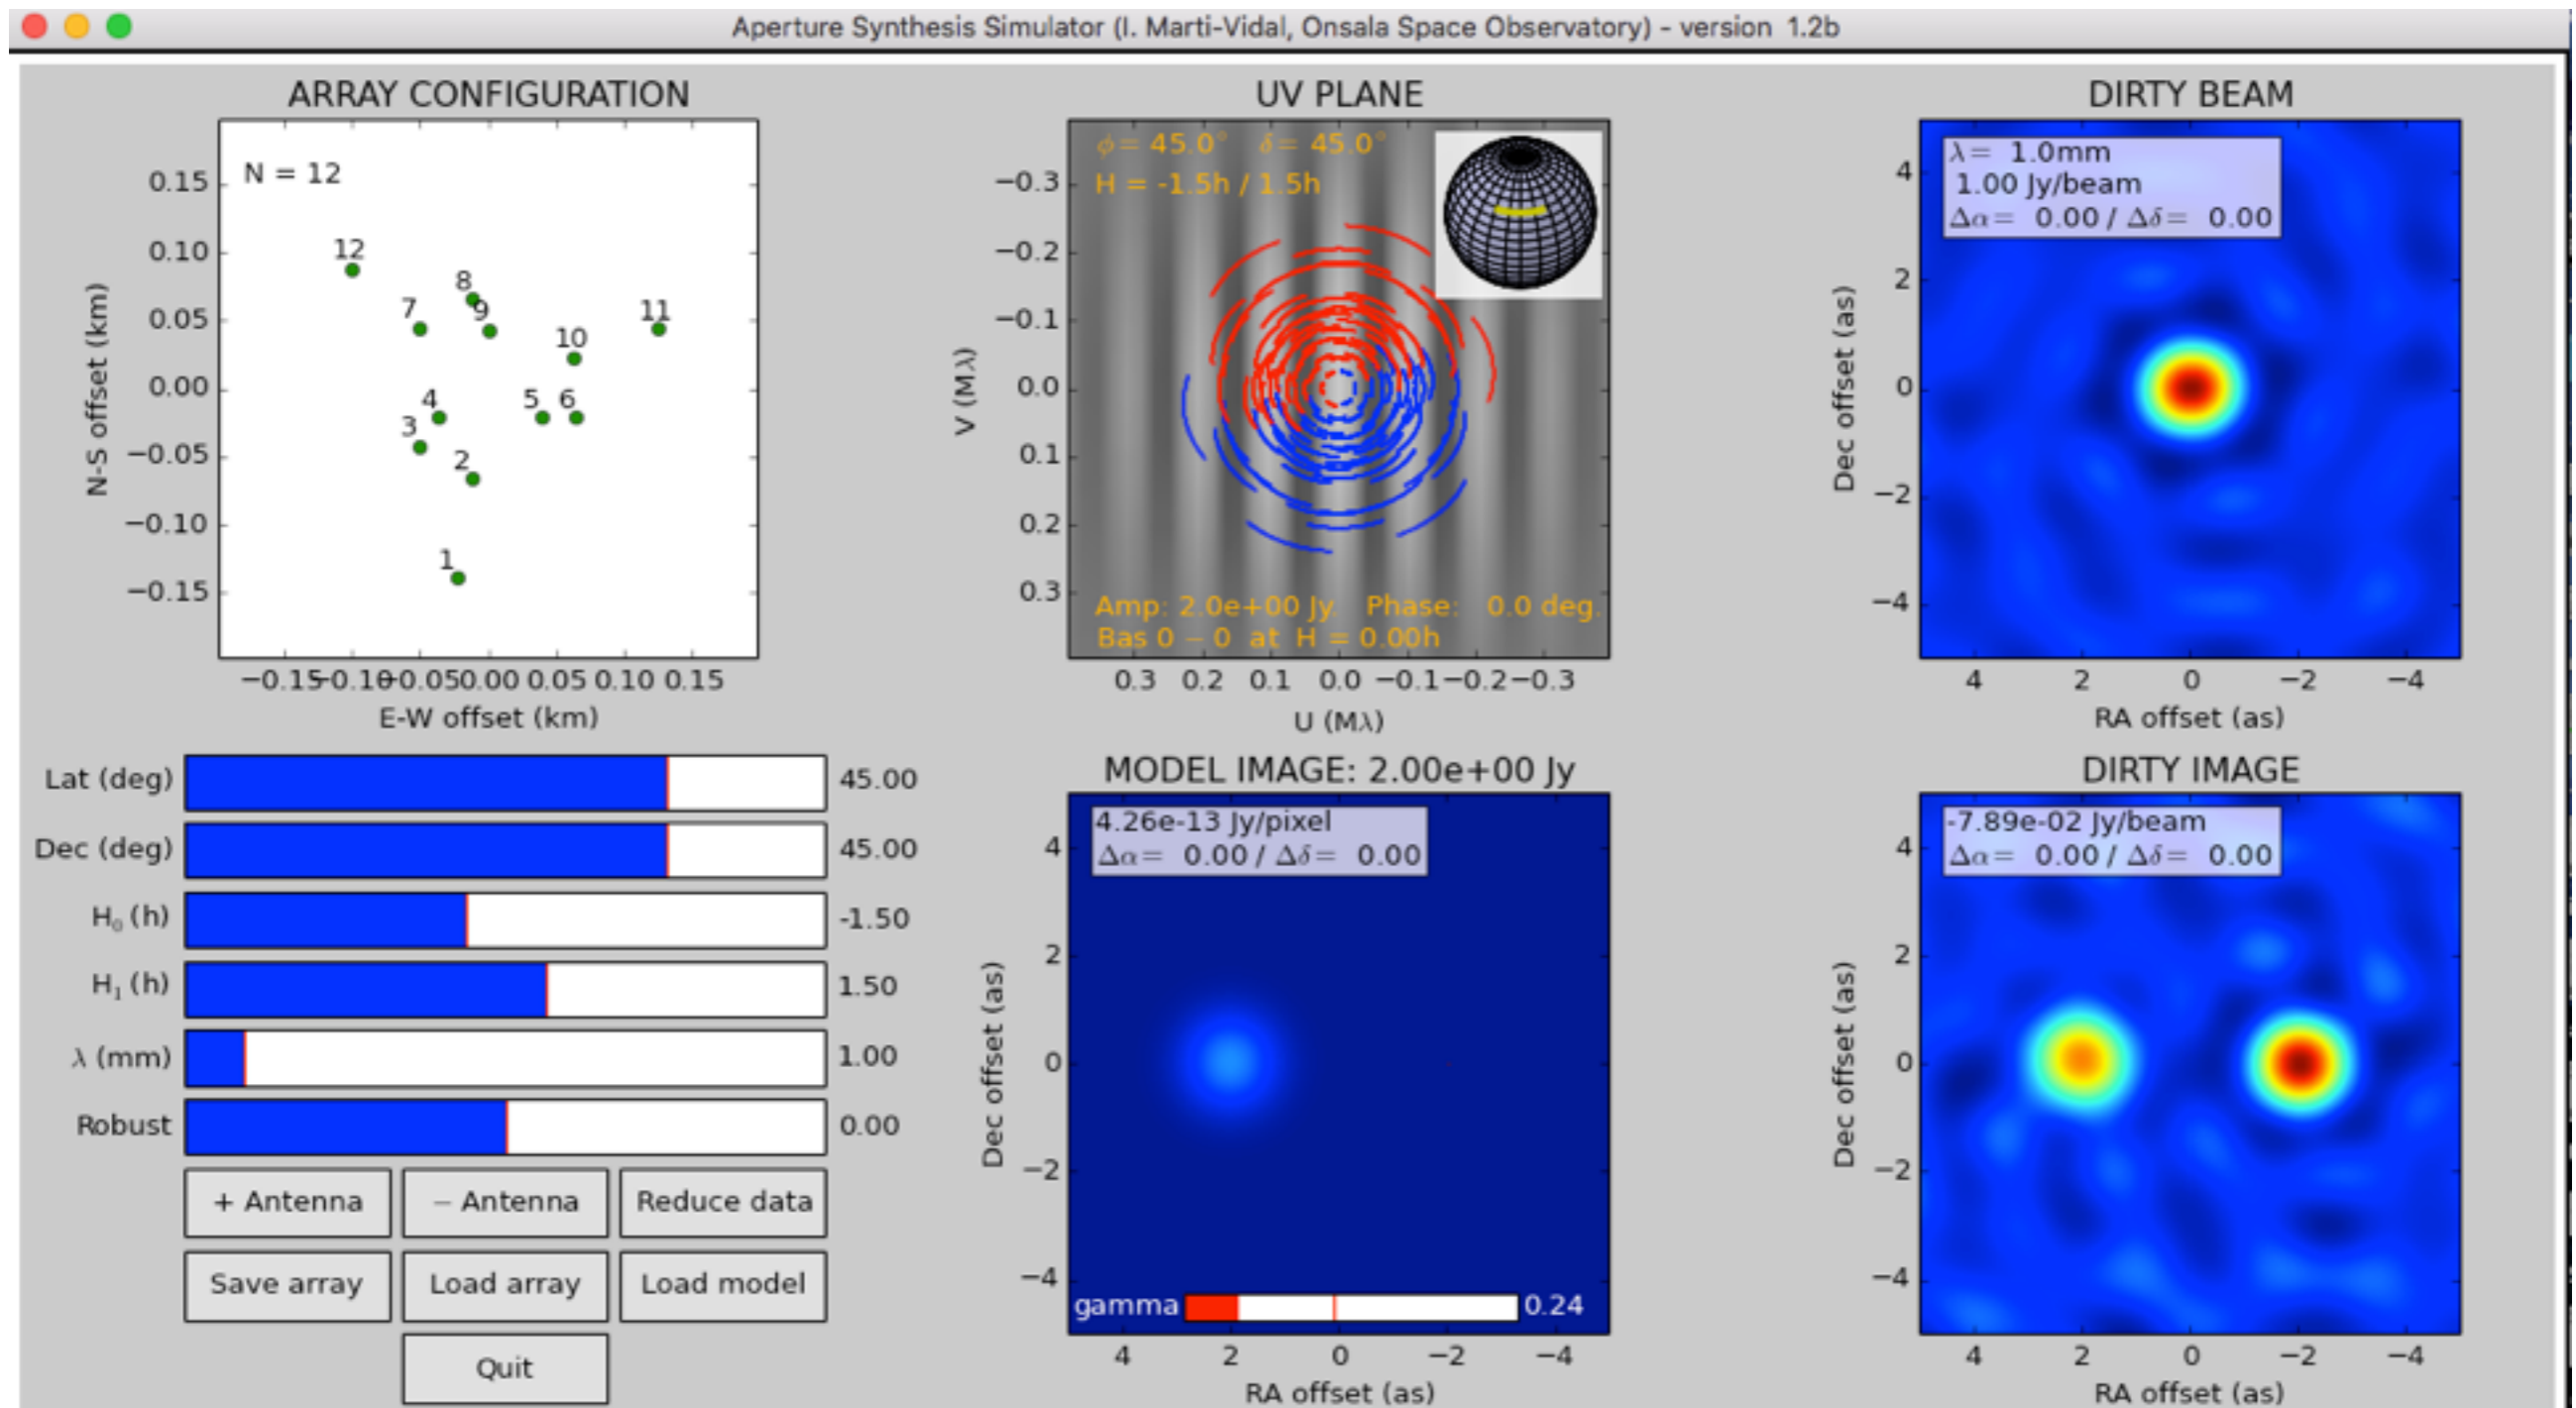 Aperture Synthesis Simulator (I. Marti-Vidal, Onsala Space Observatory) – version 1.2b
ARRAY CONFIGURATION
N = 12
12
8
7
9
11
10
4
5
6
3
2
1
0.15
0.10
0.05
0.00
−0.05
−0.10
−0.15
N-S offset (km)
−0.15−0.10−0.05 0.00 0.05 0.10 0.15
E-W offset (km)
UV PLANE
ϕ= 45.0° δ= 45.0°
H = -1.5h / 1.5h
−0.3
−0.2
−0.1
0.0
0.1
0.2
0.3
V (Mλ)
Amp: 2.0e+00 Jy. Phase: 0.0 deg.
Bas 0 − 0 at H = 0.00h
0.3 0.2 0.1 0.0 −0.1 −0.2 −0.3
U (Mλ)
DIRTY BEAM
λ= 1.0mm
1.00 Jy/beam
Δα= 0.00 / Δδ= 0.00
4
2
0
−2
−4
Dec offset (as)
4 2 0 −2 −4
RA offset (as)
Lat (deg) 45.00
Dec (deg) 45.00
H₀ (h) -1.50
H₁ (h) 1.50
λ (mm) 1.00
Robust 0.00
+ Antenna − Antenna Reduce data
Save array Load array Load model
Quit
MODEL IMAGE: 2.00e+00 Jy
4.26e-13 Jy/pixel
Δα= 0.00 / Δδ= 0.00
4
2
0
−2
−4
Dec offset (as)
gamma 0.24
4 2 0 −2 −4
RA offset (as)
DIRTY IMAGE
-7.89e-02 Jy/beam
Δα= 0.00 / Δδ= 0.00
4
2
0
−2
−4
Dec offset (as)
4 2 0 −2 −4
RA offset (as)